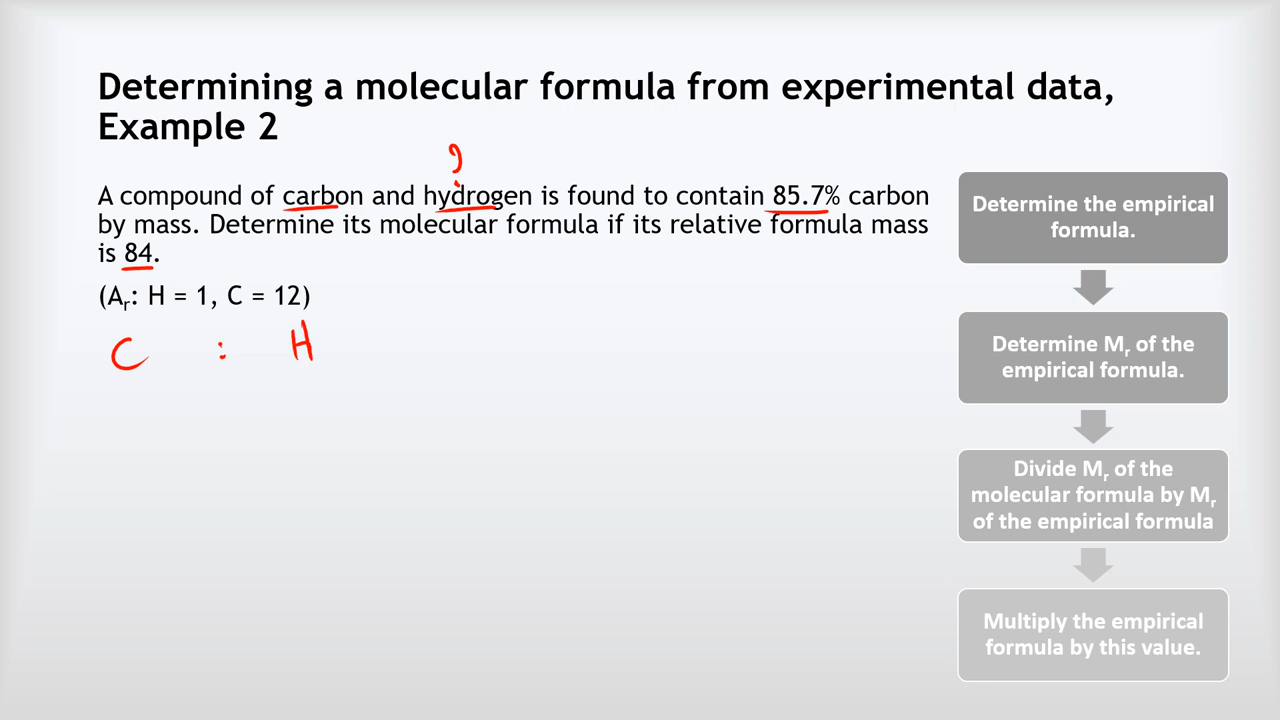 Determining a molecular formula from experimental data,
Example 2
?
A compound of carbon and hydrogen is found to contain 85.7% carbon
by mass. Determine its molecular formula if its relative formula mass
is 84.
(Aᵣ: H = 1, C = 12)
C : H
Determine the empirical
formula.
Determine Mᵣ of the
empirical formula.
Divide Mᵣ of the
molecular formula by Mᵣ
of the empirical formula
Multiply the empirical
formula by this value.